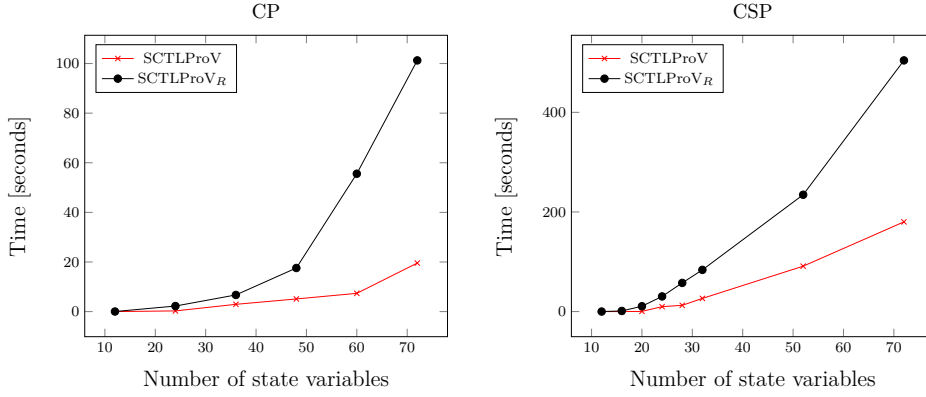 CP
SCTLProV
SCTLProV_R
Time [seconds]
100
80
60
40
20
0
10 20 30 40 50 60 70
Number of state variables
CSP
SCTLProV
SCTLProV_R
Time [seconds]
400
200
0
10 20 30 40 50 60 70
Number of state variables